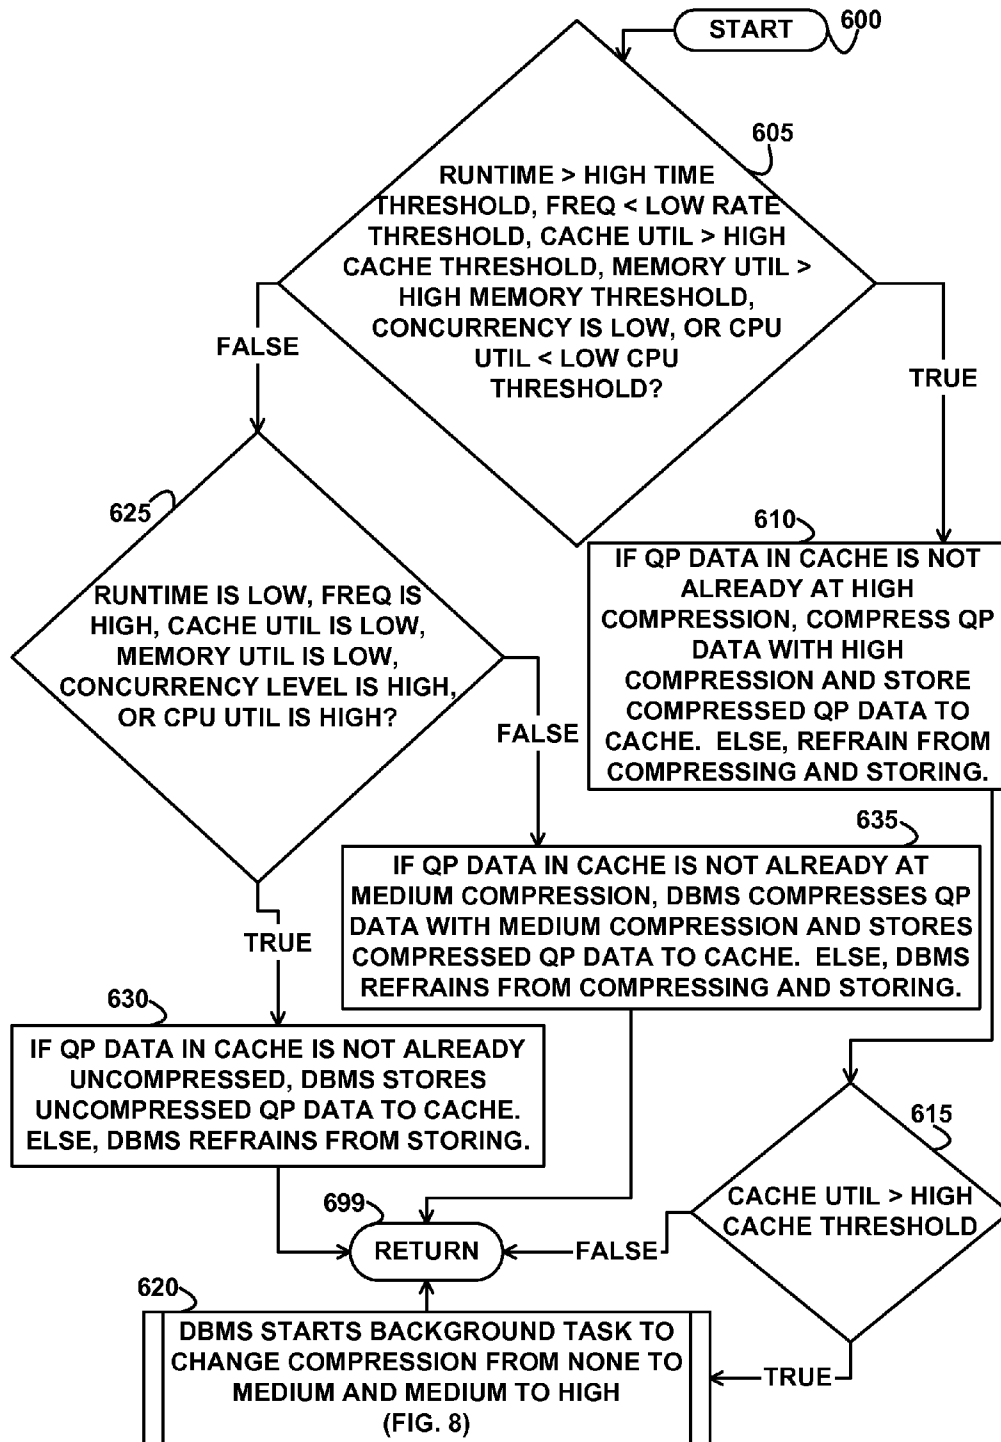 START
600
605
RUNTIME > HIGH TIME
THRESHOLD, FREQ < LOW RATE
THRESHOLD, CACHE UTIL > HIGH
CACHE THRESHOLD, MEMORY UTIL >
HIGH MEMORY THRESHOLD,
CONCURRENCY IS LOW, OR CPU
UTIL < LOW CPU
THRESHOLD?
FALSE
TRUE
625
RUNTIME IS LOW, FREQ IS
HIGH, CACHE UTIL IS LOW,
MEMORY UTIL IS LOW,
CONCURRENCY LEVEL IS HIGH,
OR CPU UTIL IS HIGH?
610
IF QP DATA IN CACHE IS NOT
ALREADY AT HIGH
COMPRESSION, COMPRESS QP
DATA WITH HIGH
COMPRESSION AND STORE
COMPRESSED QP DATA TO
CACHE. ELSE, REFRAIN FROM
COMPRESSING AND STORING.
FALSE
635
IF QP DATA IN CACHE IS NOT ALREADY AT
MEDIUM COMPRESSION, DBMS COMPRESSES QP
DATA WITH MEDIUM COMPRESSION AND STORES
COMPRESSED QP DATA TO CACHE. ELSE, DBMS
REFRAINS FROM COMPRESSING AND STORING.
TRUE
630
IF QP DATA IN CACHE IS NOT ALREADY
UNCOMPRESSED, DBMS STORES
UNCOMPRESSED QP DATA TO CACHE.
ELSE, DBMS REFRAINS FROM STORING.
615
CACHE UTIL > HIGH
CACHE THRESHOLD
699
RETURN
FALSE
620
DBMS STARTS BACKGROUND TASK TO
CHANGE COMPRESSION FROM NONE TO
MEDIUM AND MEDIUM TO HIGH
(FIG. 8)
TRUE